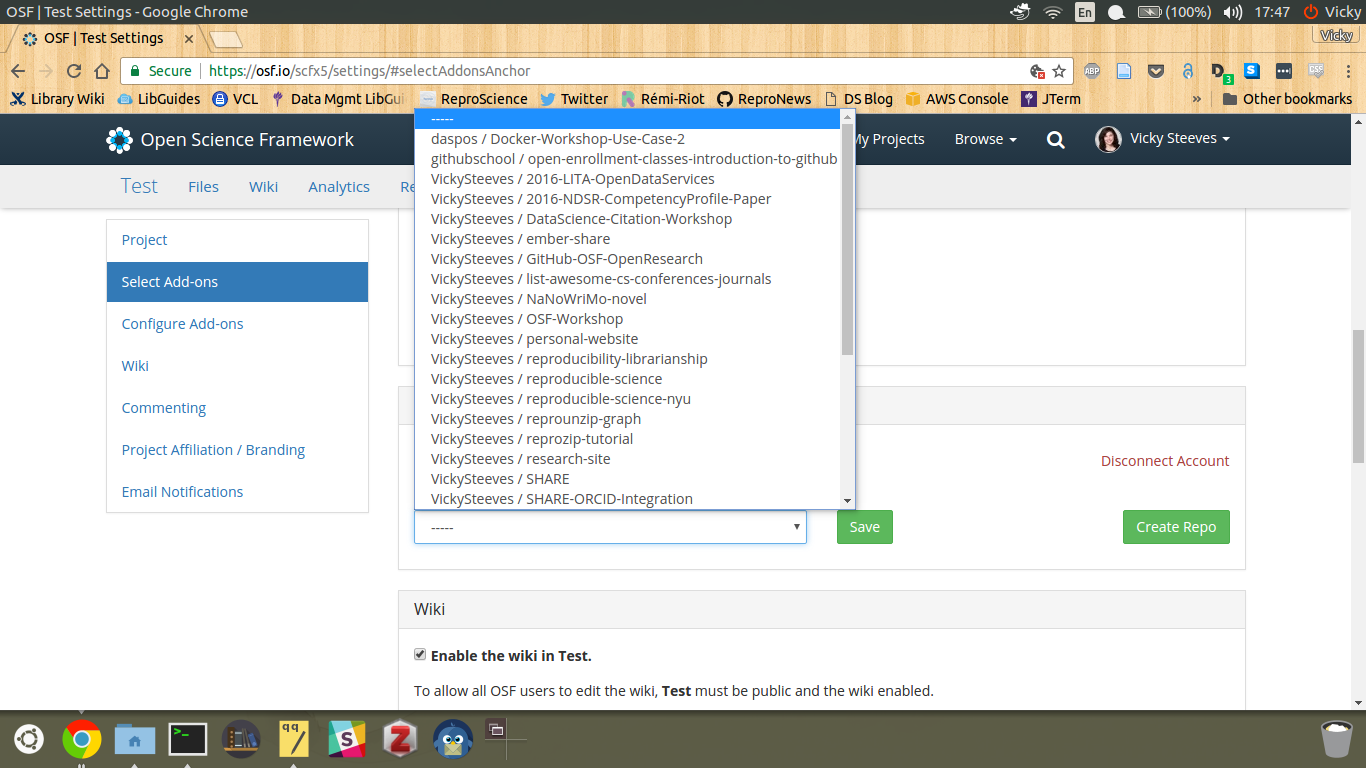 OSF | Test Settings - Google Chrome
En
(100%)
17:47
Vicky
OSF | Test Settings
Vicky
Secure
https://osf.io/scfx5/settings/#selectAddonsAnchor
ABP
3
Library Wiki
LibGuides
VCL
Data Mgmt LibGui
ReproScience
Twitter
Rémi-Riot
ReproNews
DS Blog
AWS Console
JTerm
»
Other bookmarks
Open Science Framework
My Projects
Browse
Vicky Steeves
Test
Files
Wiki
Analytics
Re
Project
Select Add-ons
Configure Add-ons
Wiki
Commenting
Project Affiliation / Branding
Email Notifications
-----
daspos / Docker-Workshop-Use-Case-2
githubschool / open-enrollment-classes-introduction-to-github
VickySteeves / 2016-LITA-OpenDataServices
VickySteeves / 2016-NDSR-CompetencyProfile-Paper
VickySteeves / DataScience-Citation-Workshop
VickySteeves / ember-share
VickySteeves / GitHub-OSF-OpenResearch
VickySteeves / list-awesome-cs-conferences-journals
VickySteeves / NaNoWriMo-novel
VickySteeves / OSF-Workshop
VickySteeves / personal-website
VickySteeves / reproducibility-librarianship
VickySteeves / reproducible-science
VickySteeves / reproducible-science-nyu
VickySteeves / reprounzip-graph
VickySteeves / reprozip-tutorial
VickySteeves / research-site
VickySteeves / SHARE
VickySteeves / SHARE-ORCID-Integration
Disconnect Account
-----
Save
Create Repo
Wiki
Enable the wiki in Test.
To allow all OSF users to edit the wiki, Test must be public and the wiki enabled.
>_
qq
S
Z